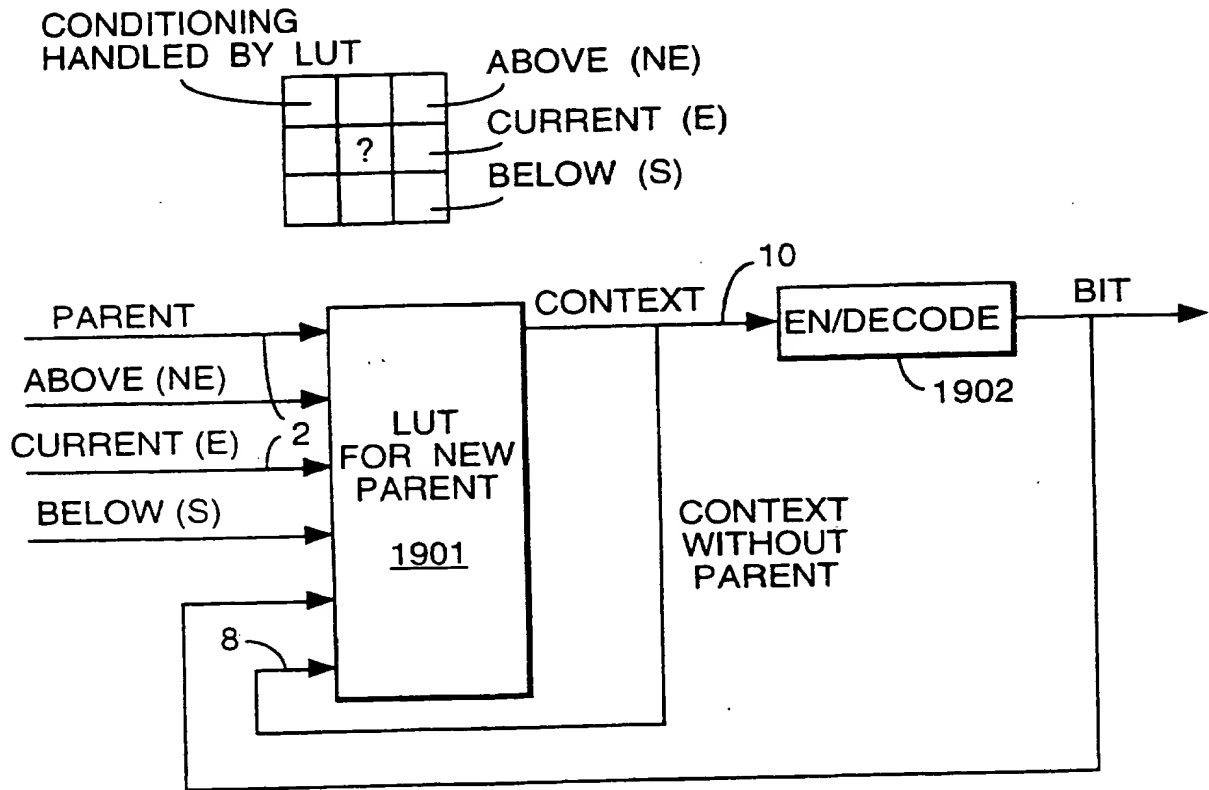 CONDITIONING
HANDLED BY LUT
ABOVE (NE)
CURRENT (E)
?
BELOW (S)
10
PARENT
CONTEXT
BIT
EN/DECODE
ABOVE (NE)
1902
CURRENT (E)
2
LUT
FOR NEW
PARENT
BELOW (S)
1901
CONTEXT
WITHOUT
PARENT
8